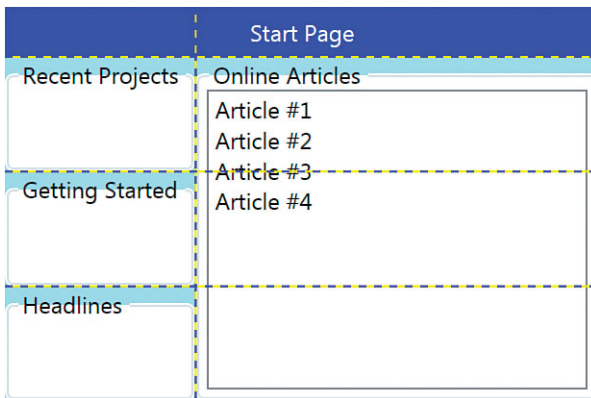 Start Page
Recent Projects
Online Articles
Article #1
Article #2
Article #3
Article #4
Getting Started
Headlines